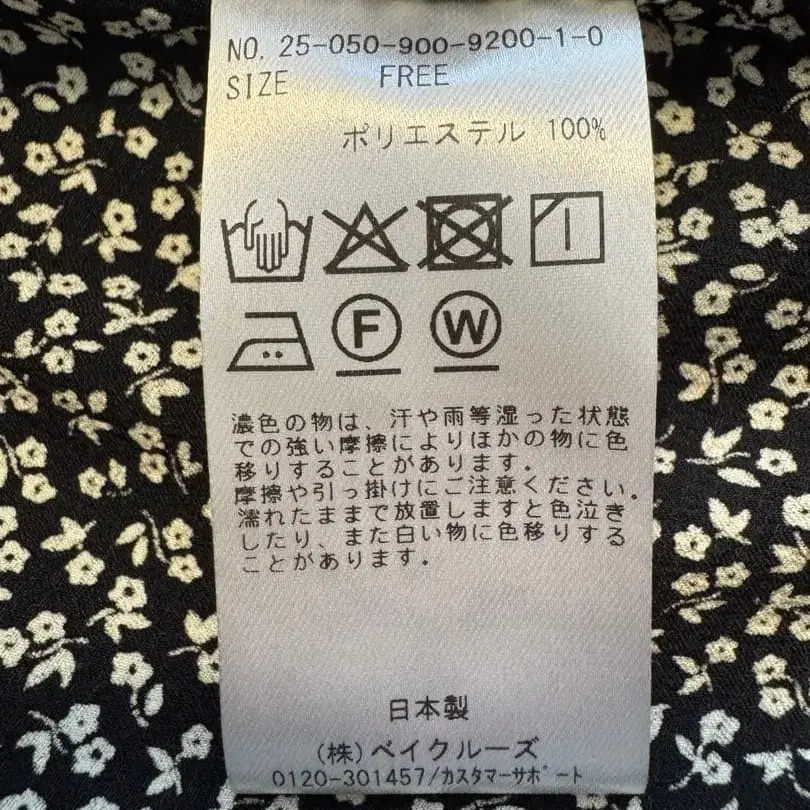 NO. 25-050-900-9200-1-0
SIZE FREE
ポリエステル 100%
F W
濃色の物は、汗や雨等湿った状態
での強い摩擦によりほかの物に色
移りすることがあります。
摩擦や引っ掛けにご注意ください。
濡れたままで放置しますと色泣き
したり、また白い物に色移りする
ことがあります。
日本製
(株)ベイクルーズ
0120-301457/カスタマーサポート